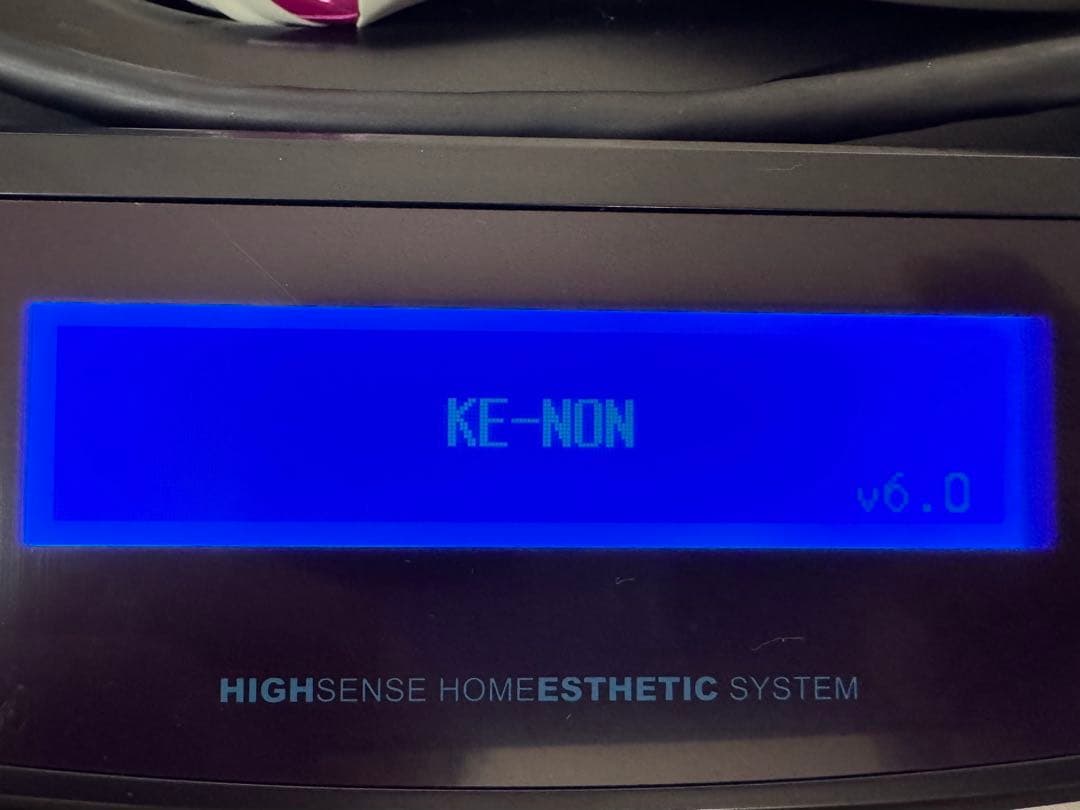 KE-NON
v6.0
HIGHSENSE HOMEESTHETIC SYSTEM